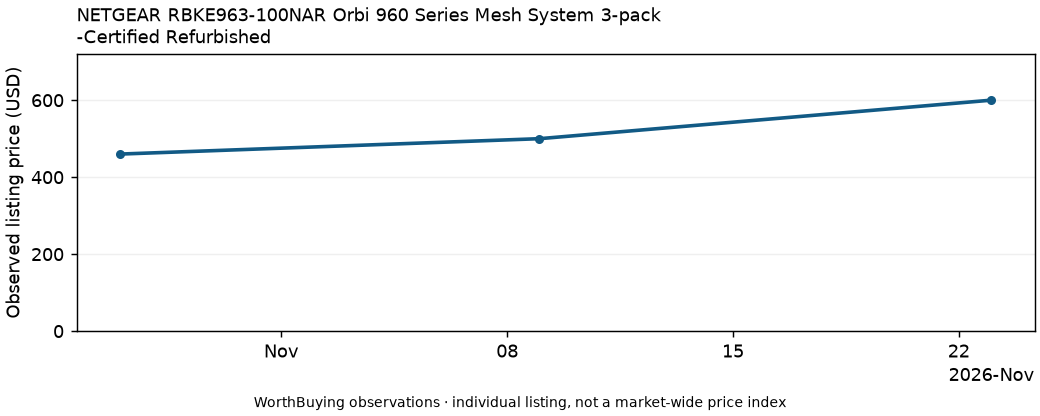 NETGEAR RBKE963-100NAR Orbi 960 Series Mesh System 3-pack
-Certified Refurbished
Observed listing price (USD)
600
400
200
0
Nov
08
15
22
2026-Nov
WorthBuying observations · individual listing, not a market-wide price index